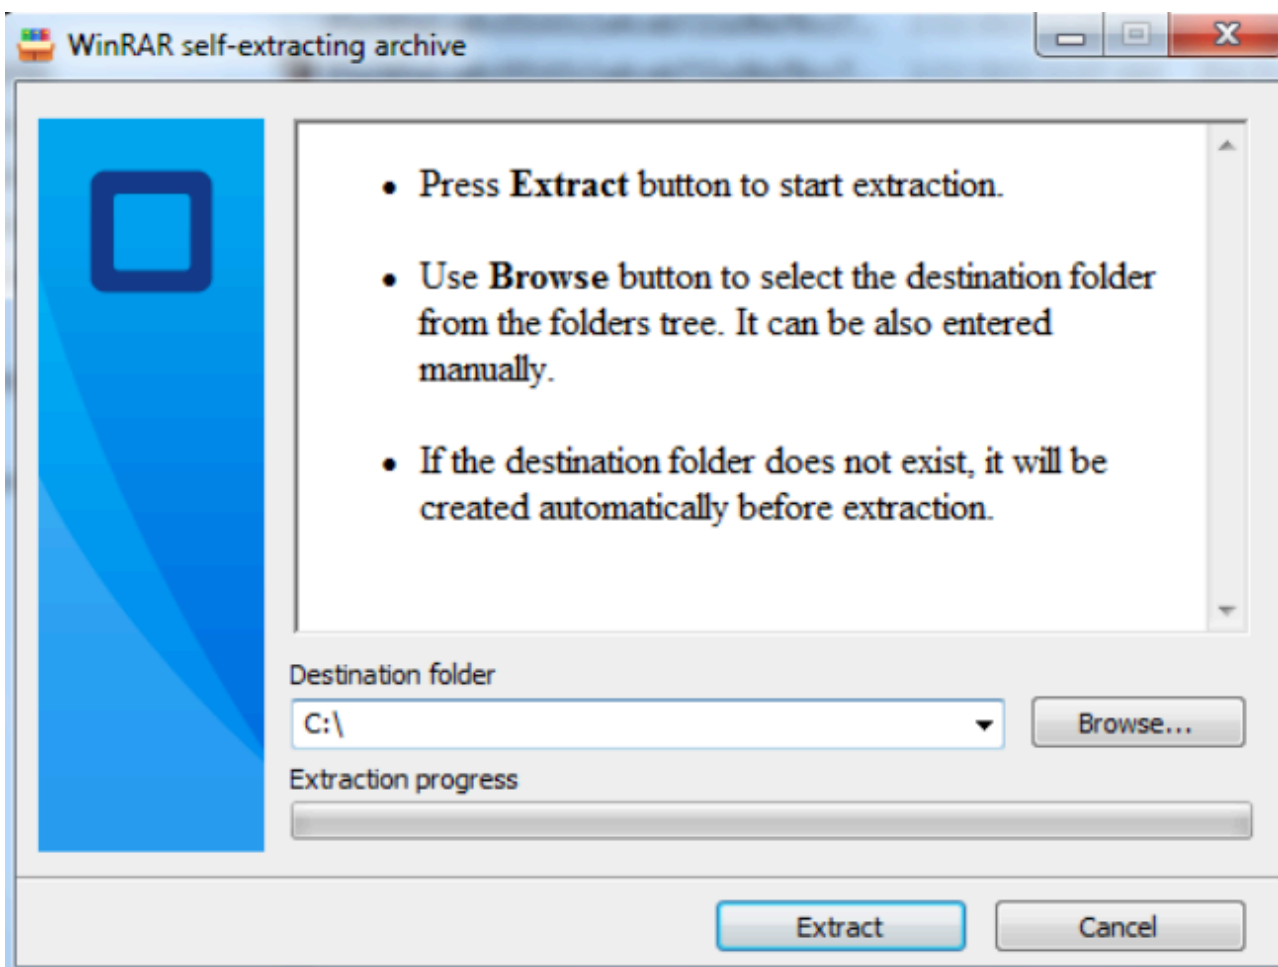 WinRAR self-extracting archive
• Press Extract button to start extraction.
• Use Browse button to select the destination folder
from the folders tree. It can be also entered
manually.
• If the destination folder does not exist, it will be
created automatically before extraction.
Destination folder
C:\
Browse...
Extraction progress
Extract
Cancel